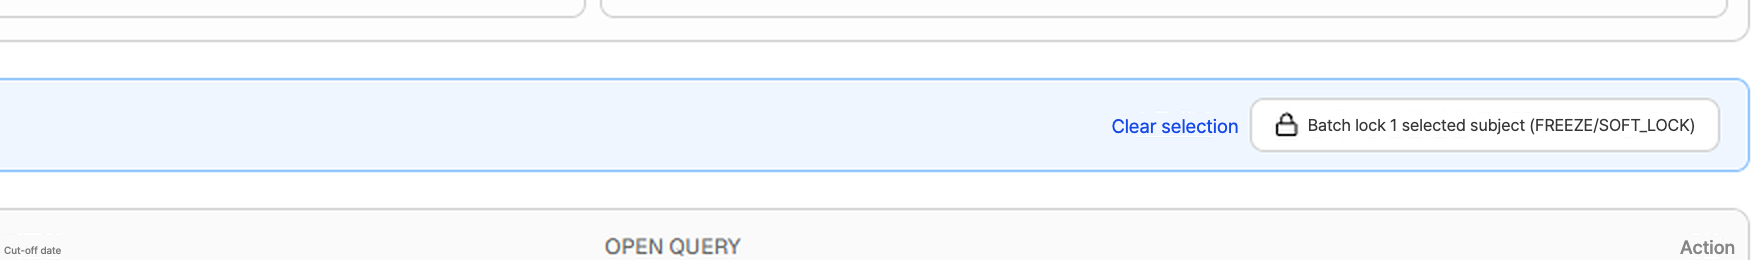 Clear selection
Batch lock 1 selected subject (FREEZE/SOFT_LOCK)
Cut-off date
OPEN QUERY
Action